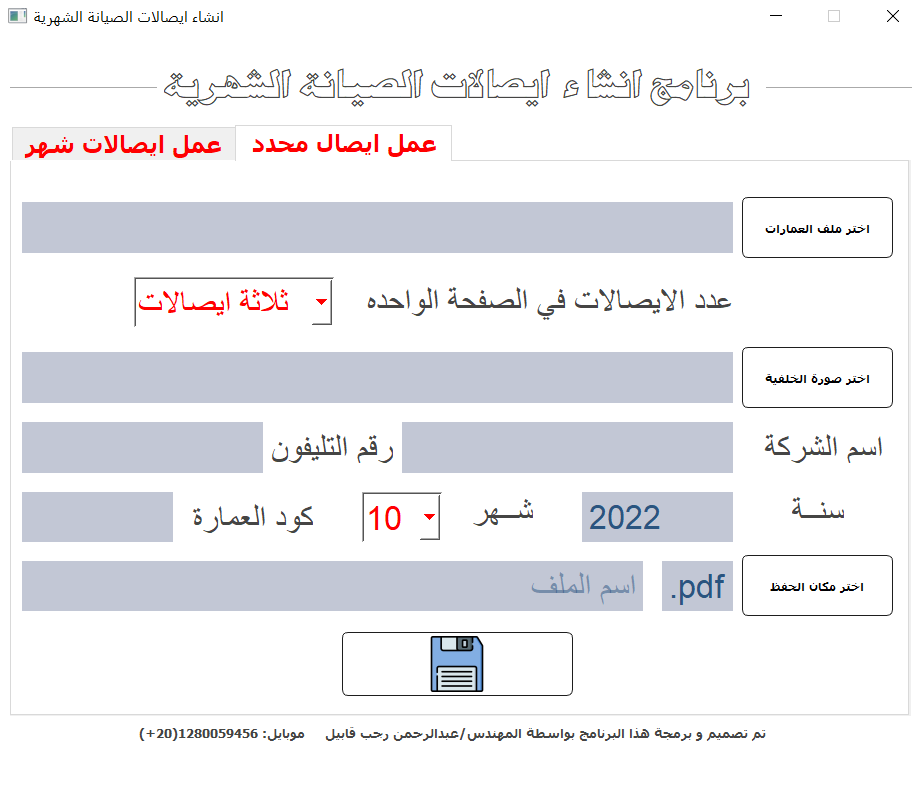 انشاء ايصالات الصيانة الشهرية
برنامج انشاء ايصالات الصيانة الشهرية
عمل ايصال محدد
عمل ايصالات شهر
اختر ملف العمارات
عدد الايصالات في الصفحة الواحده
ثلاثة ايصالات
اختر صورة الخلفية
اسم الشركة
رقم التليفون
سنــة
2022
شـــهر
10
كود العمارة
اختر مكان الحفظ
.pdf
اسم الملف
تم تصميم و برمجة هذا البرنامج بواسطة المهندس/عبدالرحمن رجب قابيل موبايل: 1280059456(20+)